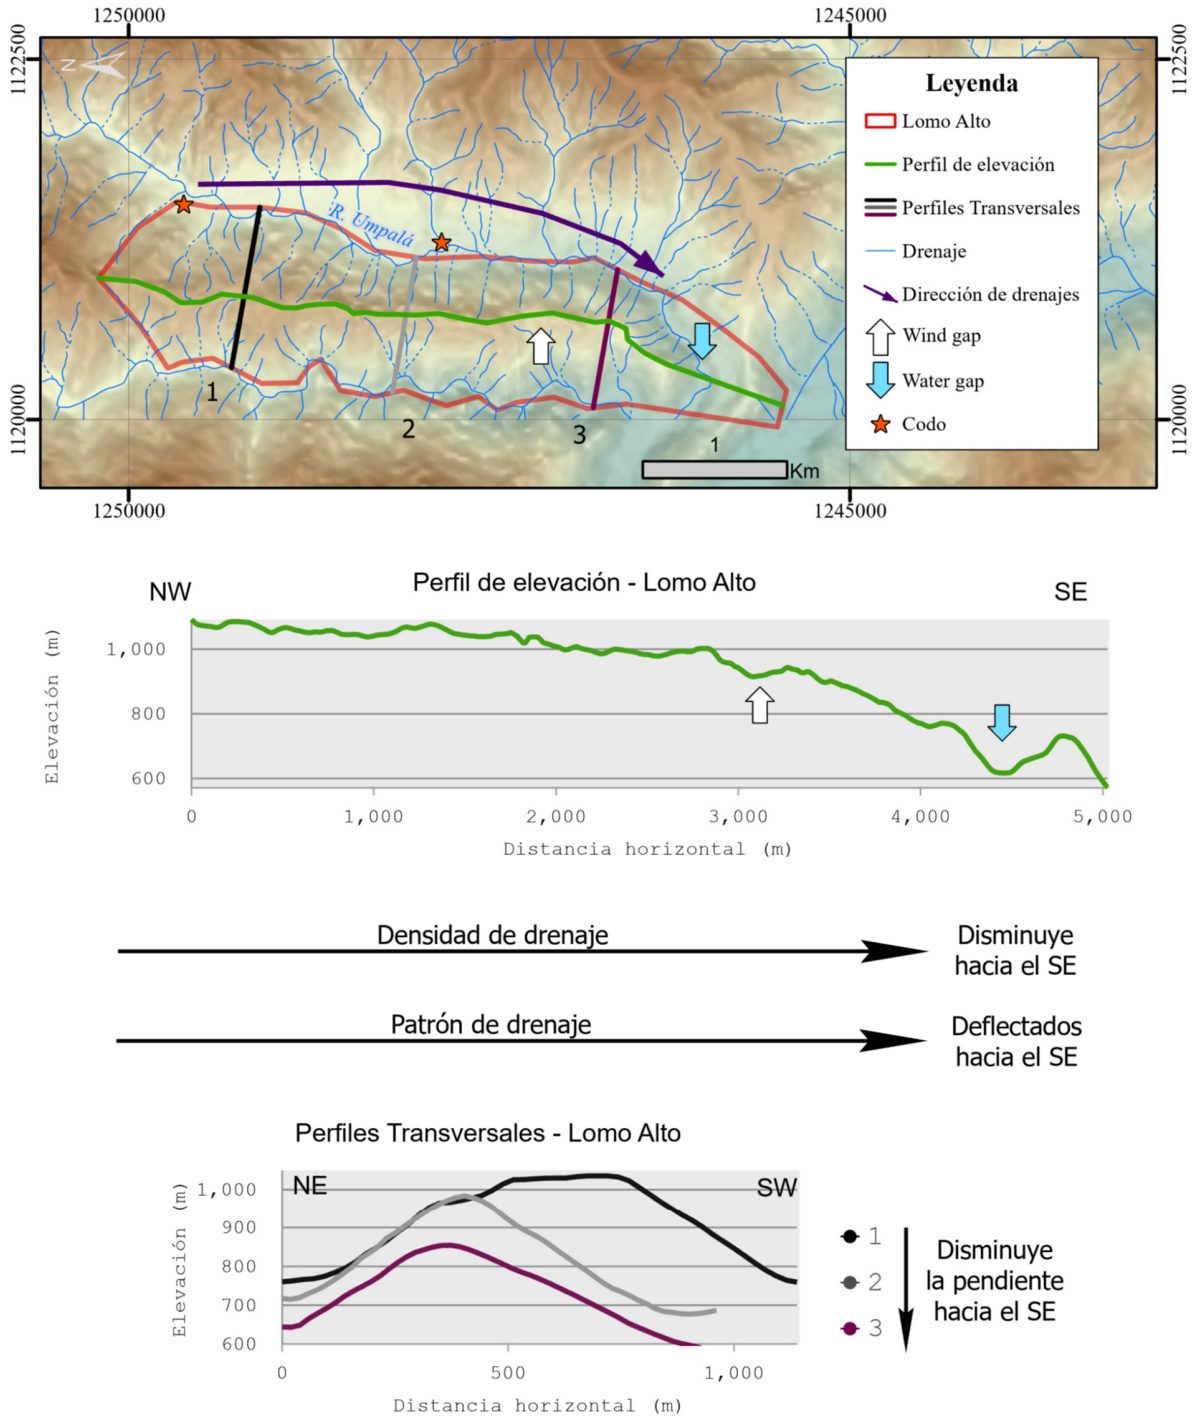 1250000
1245000
1122500
1122500
N
R. Umpalá
1
2
3
1
Km
1120000
1120000
1250000
1245000
Leyenda
Lomo Alto
Perfil de elevación
Perfiles Transversales
Drenaje
Dirección de drenajes
Wind gap
Water gap
Codo
NW
Perfil de elevación - Lomo Alto
SE
Elevación (m)
1,000
800
600
0
1,000
2,000
3,000
4,000
5,000
Distancia horizontal (m)
Densidad de drenaje
Disminuye
hacia el SE
Patrón de drenaje
Deflectados
hacia el SE
Perfiles Transversales - Lomo Alto
NE
SW
Elevación (m)
1,000
900
800
700
600
0
500
1,000
Distancia horizontal (m)
1
2
3
Disminuye
la pendiente
hacia el SE